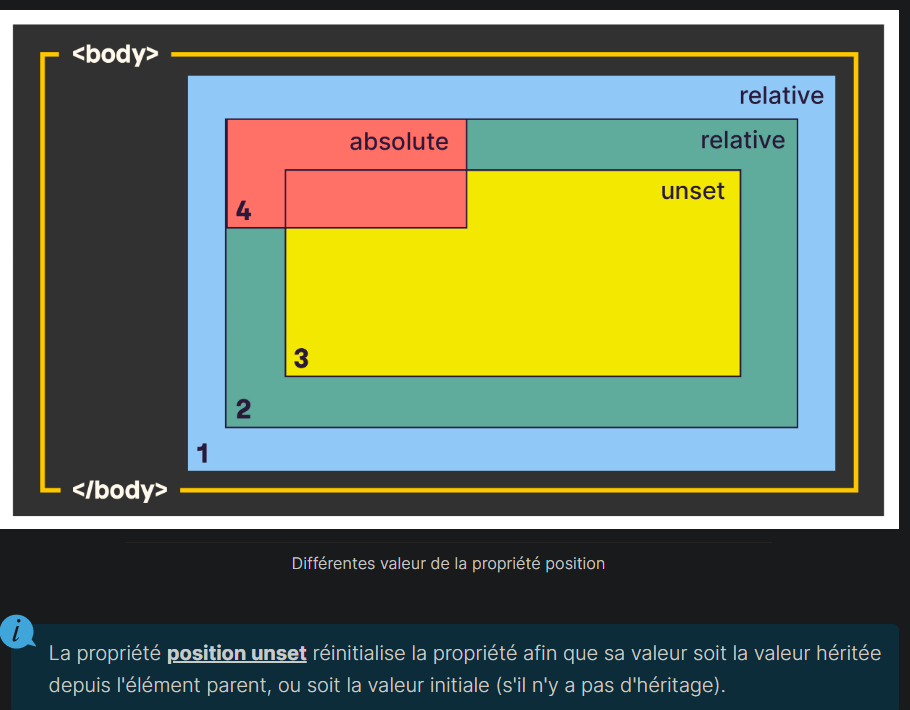 <body>
relative
absolute
relative
unset
4
3
2
1
</body>
Différentes valeur de la propriété position
i
La propriété position unset réinitialise la propriété afin que sa valeur soit la valeur héritée
depuis l'élément parent, ou soit la valeur initiale (s'il n'y a pas d'héritage).